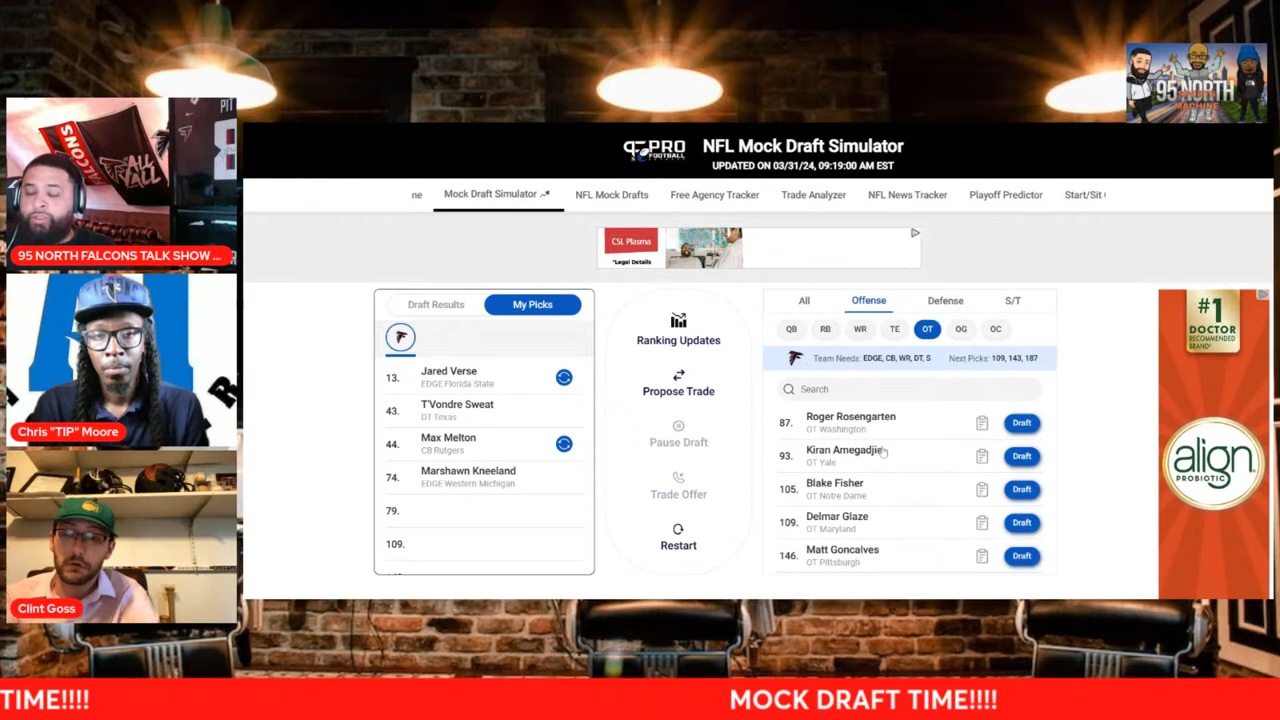 95 NORTH
MACHINE
FALCONS
PIT
95 NORTH FALCONS TALK SHOW ...
Chris "TIP" Moore
Clint Goss
PRO
FOOTBALL
NETWORK
NFL Mock Draft Simulator
UPDATED ON 03/31/24, 09:19:00 AM EST
ne
Mock Draft Simulator
NFL Mock Drafts
Free Agency Tracker
Trade Analyzer
NFL News Tracker
Playoff Predictor
Start/Sit
CSL Plasma
*Legal Details
Draft Results
My Picks
13. Jared Verse
EDGE Florida State
43. T'Vondre Sweat
DT Texas
44. Max Melton
CB Rutgers
74. Marshawn Kneeland
EDGE Western Michigan
79.
109.
Ranking Updates
Propose Trade
Pause Draft
Trade Offer
Restart
All Offense Defense S/T
QB RB WR TE OT OG OC
Team Needs: EDGE, CB, WR, DT, S Next Picks: 109, 143, 187
Search
87. Roger Rosengarten Draft
OT Washington
93. Kiran Amegadjie Draft
OT Yale
105. Blake Fisher Draft
OT Notre Dame
109. Delmar Glaze Draft
OT Maryland
146. Matt Goncalves Draft
OT Pittsburgh
#1
DOCTOR
RECOMMENDED
BRAND
align
PROBIOTIC
TIME!!!! MOCK DRAFT TIME!!!!